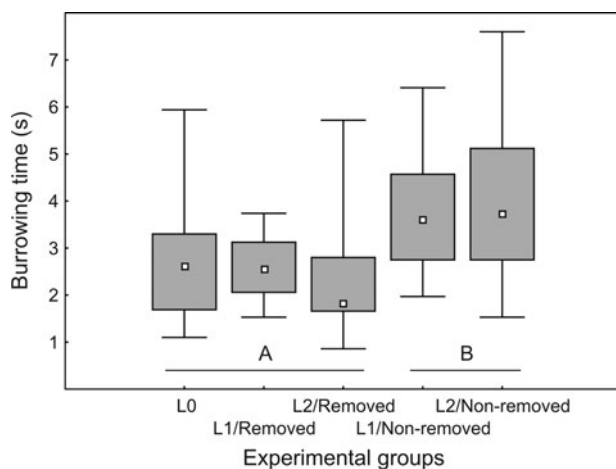 7
6
5
4
3
2
1
Burrowing time (s)
A
B
L0
L2/Removed
L2/Non-removed
L1/Removed
L1/Non-removed
Experimental groups